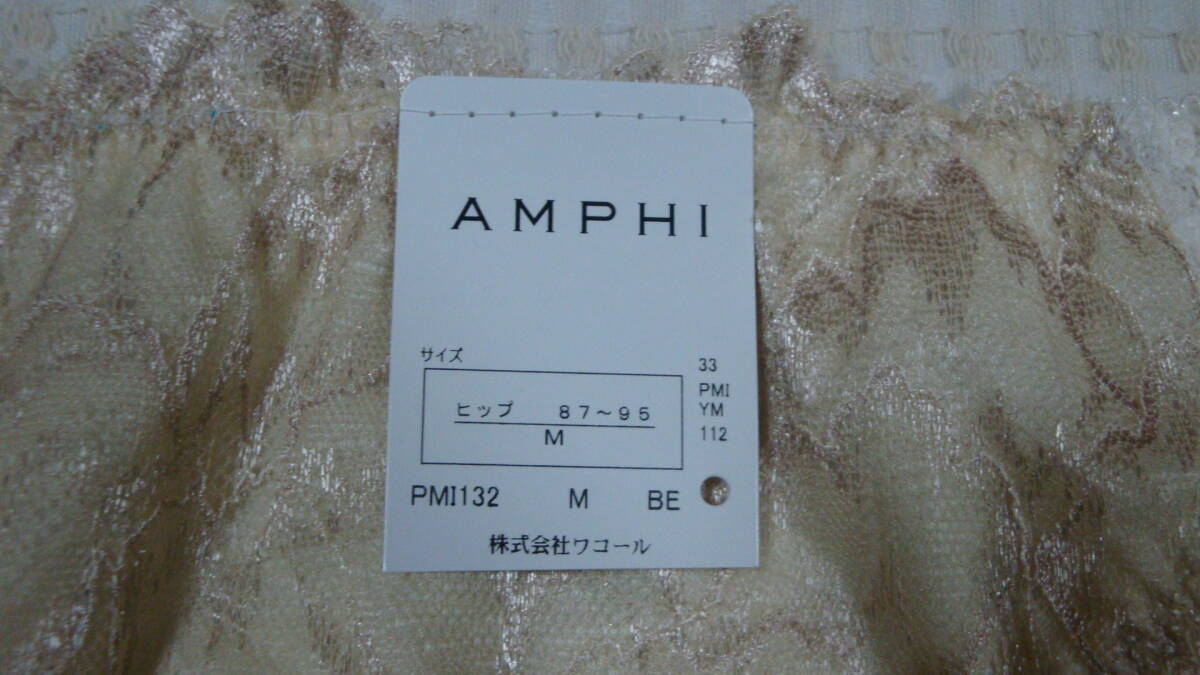 AMPHI
サイズ
ヒップ 87～95
M
33
PMI
YM
112
PMI132 M BE
株式会社ワコール